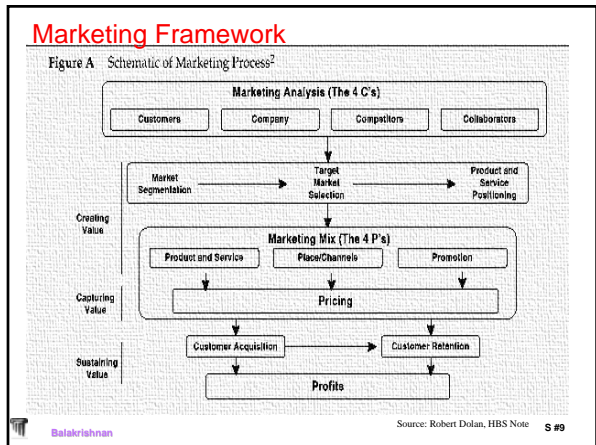 Marketing Framework
Figure A Schematic of Marketing Process2
Marketing Analysis (The 4 C's)
Customers Company Competitors Collaborators
Market Segmentation
Target Market Selection
Product and Service Positioning
Creating Value
Marketing Mix (The 4 P's)
Product and Service Place/Channels Promotion
Capturing Value
Pricing
Customer Acquisition Customer Retention
Sustaining Value
Profits
Source: Robert Dolan, HBS Note
Balakrishnan
S #9